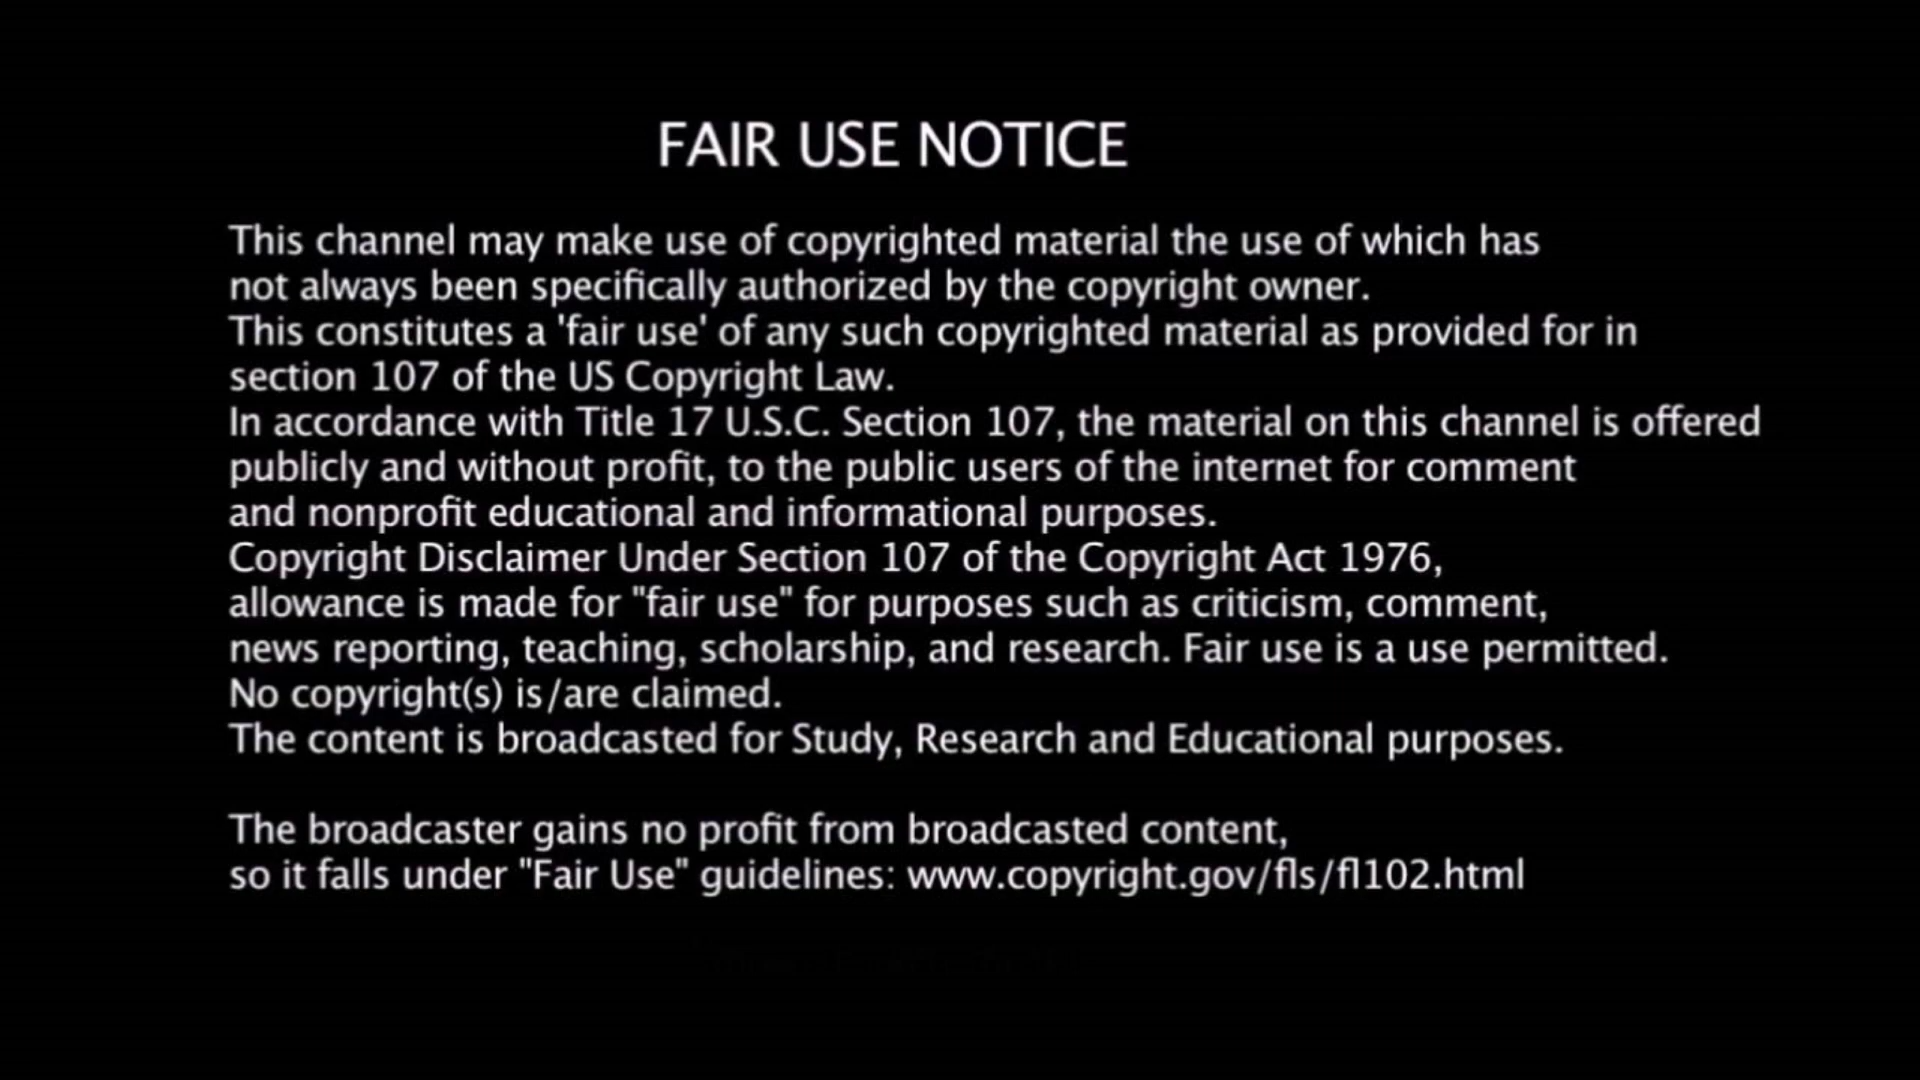 FAIR USE NOTICE
This channel may make use of copyrighted material the use of which has
not always been specifically authorized by the copyright owner.
This constitutes a 'fair use' of any such copyrighted material as provided for in
section 107 of the US Copyright Law.
In accordance with Title 17 U.S.C. Section 107, the material on this channel is offered
publicly and without profit, to the public users of the internet for comment
and nonprofit educational and informational purposes.
Copyright Disclaimer Under Section 107 of the Copyright Act 1976,
allowance is made for "fair use" for purposes such as criticism, comment,
news reporting, teaching, scholarship, and research. Fair use is a use permitted.
No copyright(s) is/are claimed.
The content is broadcasted for Study, Research and Educational purposes.
The broadcaster gains no profit from broadcasted content,
so it falls under "Fair Use" guidelines: www.copyright.gov/fls/fl102.html